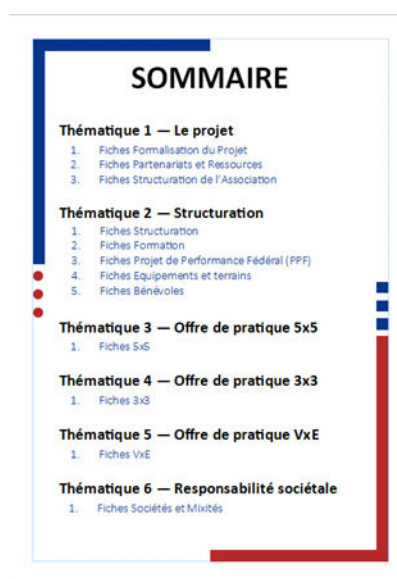 SOMMAIRE
Thématique 1 — Le projet
1. Fiches Formalisation du Projet
2. Fiches Partenariats et Ressources
3. Fiches Structuration de l'Association
Thématique 2 — Structuration
1. Fiches Structuration
2. Fiches Formation
3. Fiches Projet de Performance Fédéral (PPF)
4. Fiches Equipements et terrains
5. Fiches Bénévoles
Thématique 3 — Offre de pratique 5x5
1. Fiches 5x5
Thématique 4 — Offre de pratique 3x3
1. Fiches 3x3
Thématique 5 — Offre de pratique VxE
1. Fiches VxE
Thématique 6 — Responsabilité sociétale
1. Fiches Sociétés et Mixités